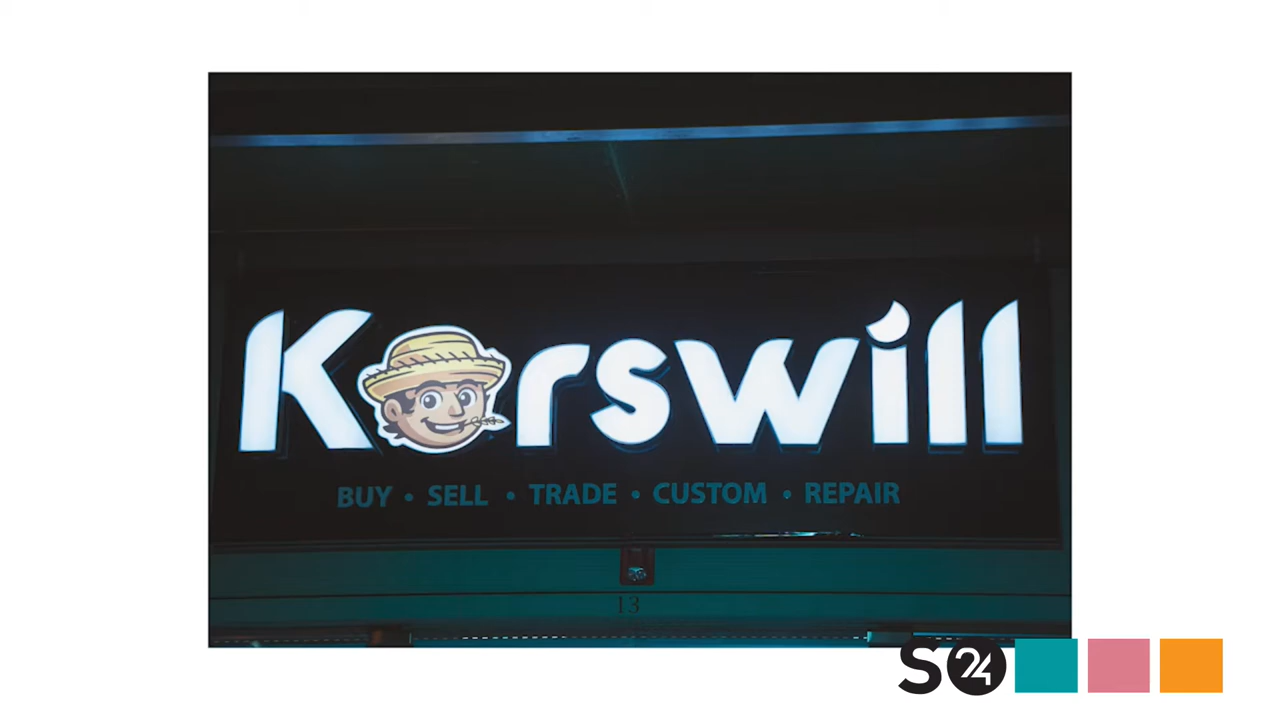 Korswill
BUY • SELL • TRADE • CUSTOM • REPAIR
13
S24